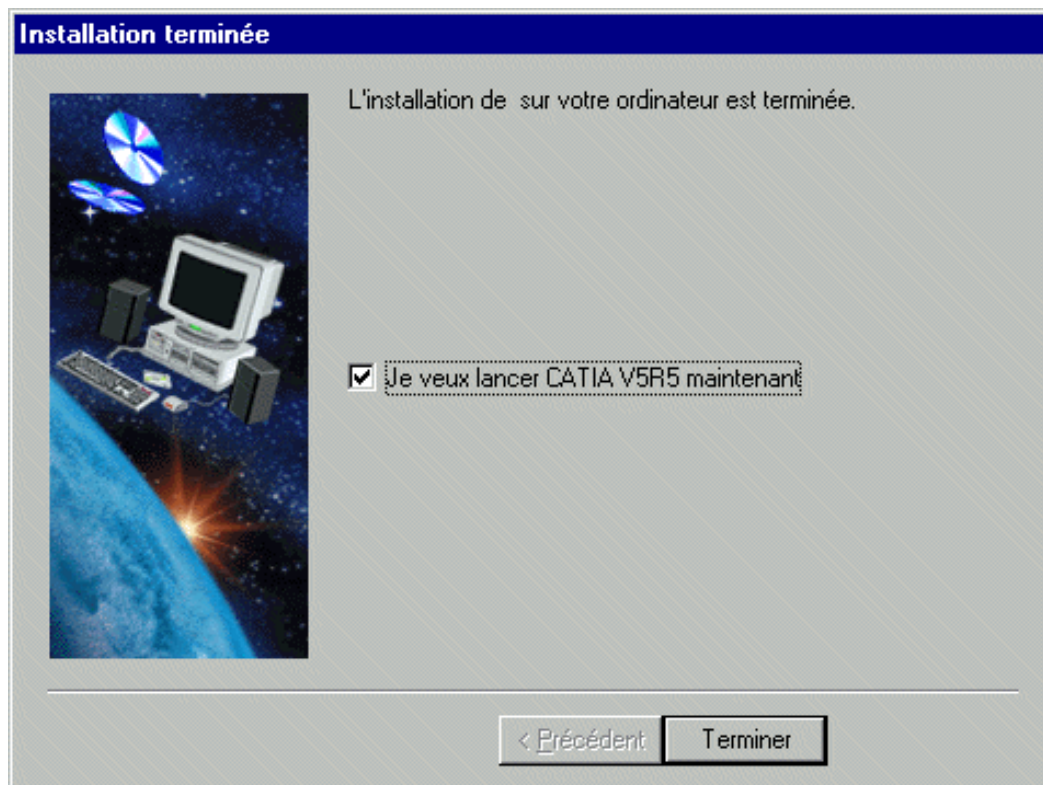 Installation terminée
L'installation de  sur votre ordinateur est terminée.
Je veux lancer CATIA V5R5 maintenant
< Précédent
Terminer